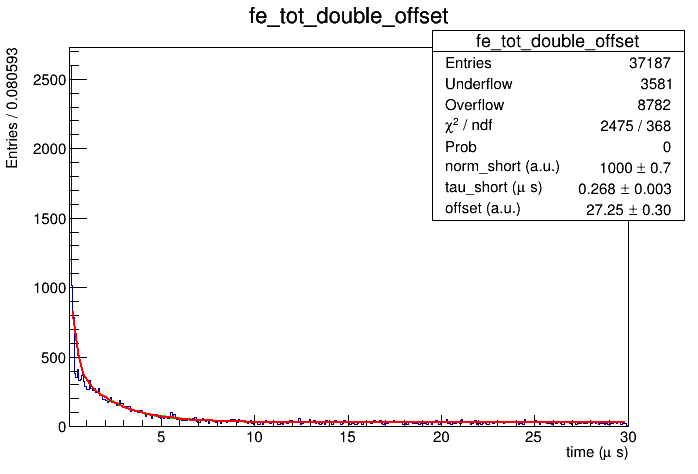 fe_tot_double_offset
fe_tot_double_offset
Entries 37187
Underflow 3581
Overflow 8782
χ² / ndf 2475 / 368
Prob 0
norm_short (a.u.) 1000 ± 0.7
tau_short (μ s) 0.268 ± 0.003
offset (a.u.) 27.25 ± 0.30
Entries / 0.080593
2500
2000
1500
1000
500
0
5 10 15 20 25 30
time (μ s)